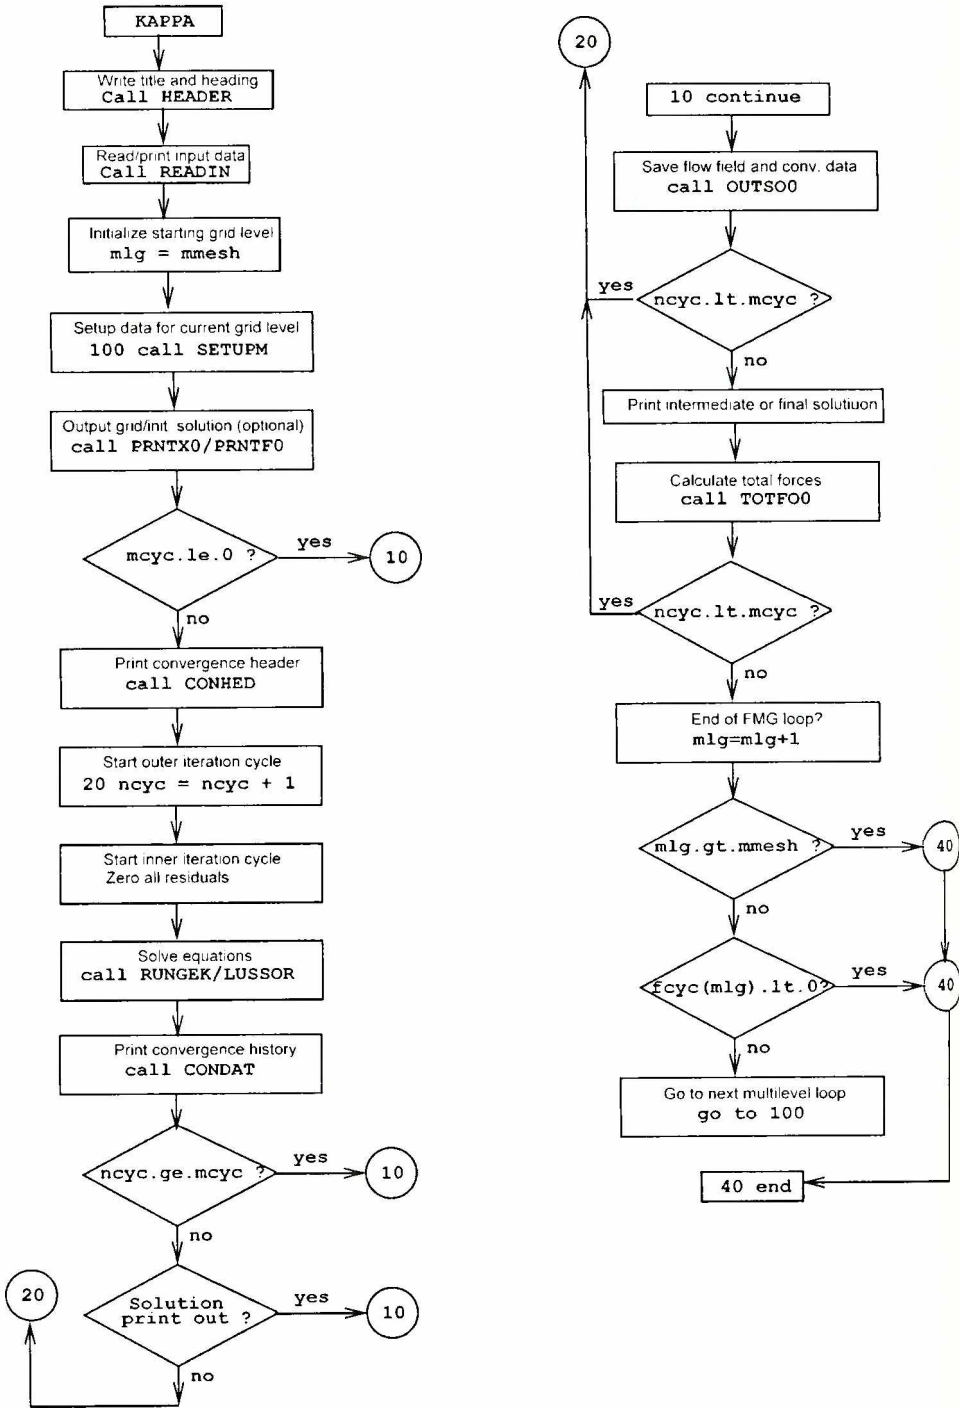 KAPPA
Write title and heading
Call HEADER
Read/print input data
Call READIN
Initialize starting grid level
mlg = mmesh
Setup data for current grid level
100 call SETUPM
Output grid/init solution (optional)
call PRNTX0/PRNTF0
mcyc.le.0 ?
yes
10
no
Print convergence header
call CONHED
Start outer iteration cycle
20 ncyc = ncyc + 1
Start inner iteration cycle
Zero all residuals
Solve equations
call RUNGEK/LUSSOR
Print convergence history
call CONDAT
ncyc.ge.mcyc ?
yes
10
no
Solution
print out ?
yes
10
no
20
20
10 continue
Save flow field and conv. data
call OUTSO0
ncyc.lt.mcyc ?
yes
no
Print intermediate or final solutiuon
Calculate total forces
call TOTFO0
ncyc.lt.mcyc ?
yes
no
End of FMG loop?
mlg=mlg+1
mlg.gt.mmesh ?
yes
40
no
fcyc(mlg).lt.0?
yes
40
no
Go to next multilevel loop
go to 100
40 end